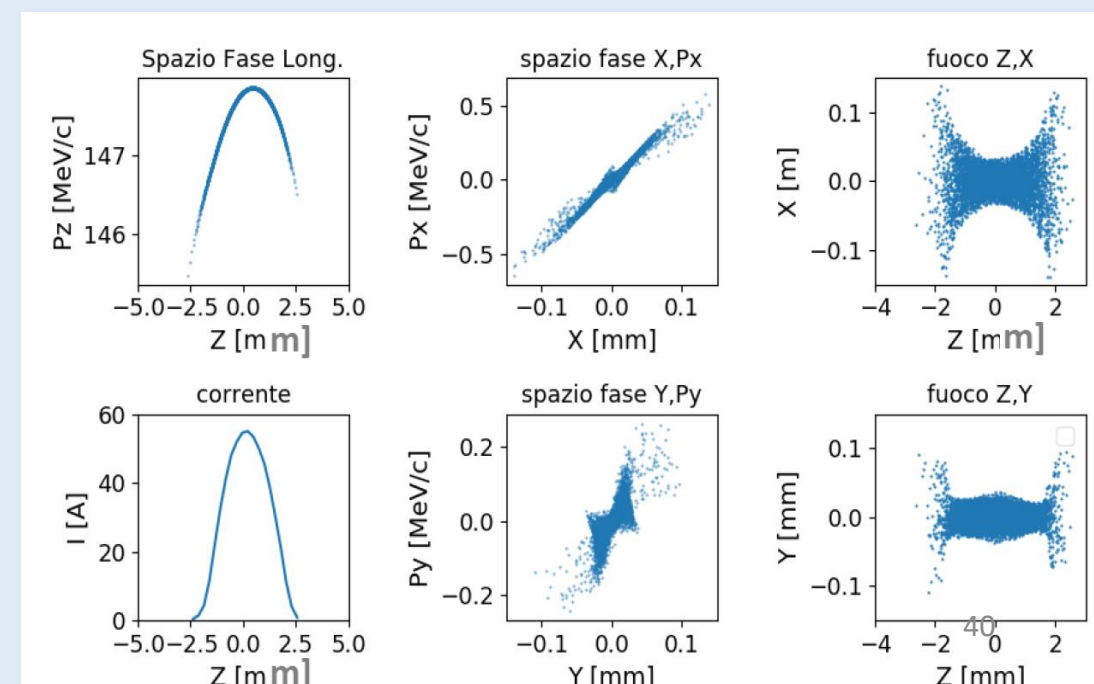 Spazio Fase Long.
Pz [MeV/c]
147
146
−5.0 −2.5 0.0 2.5 5.0
Z [mm]
spazio fase X,Px
Px [MeV/c]
0.5
0.0
−0.5
−0.1 0.0 0.1
X [mm]
fuoco Z,X
X [m]
0.1
0.0
−0.1
−4 −2 0 2
Z [mm]
corrente
I [A]
60
40
20
0
−5.0 −2.5 0.0 2.5 5.0
Z [mm]
spazio fase Y,Py
Py [MeV/c]
0.2
0.0
−0.2
−0.1 0.0 0.1
Y [mm]
fuoco Z,Y
Y [mm]
0.1
0.0
−0.1
40
−4 −2 0 2
Z [mm]